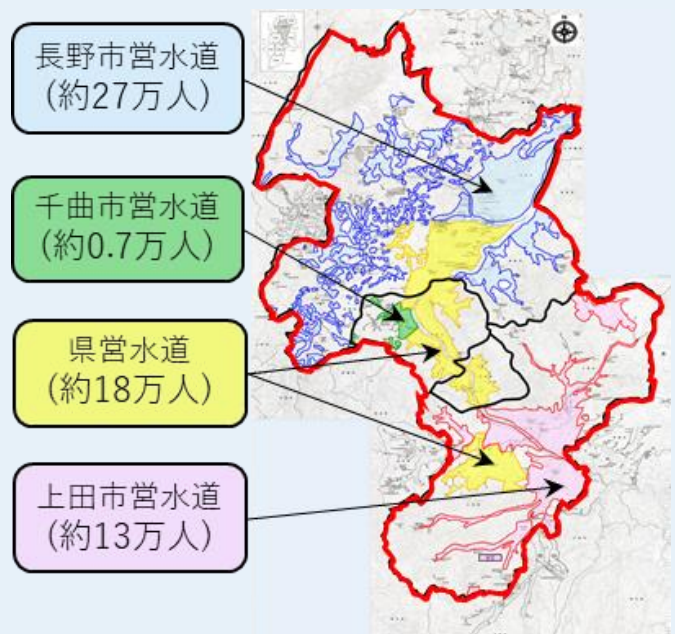 長野市営水道
(約27万人)
千曲市営水道
(約0.7万人)
県営水道
(約18万人)
上田市営水道
(約13万人)